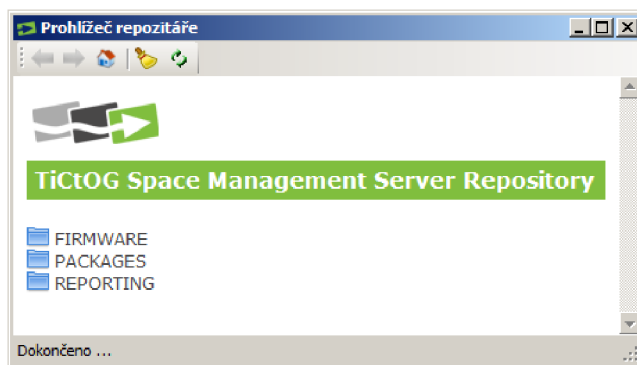 Prohlížeč repozitáře
TiCtOG Space Management Server Repository
FIRMWARE
PACKAGES
REPORTING
Dokončeno ...